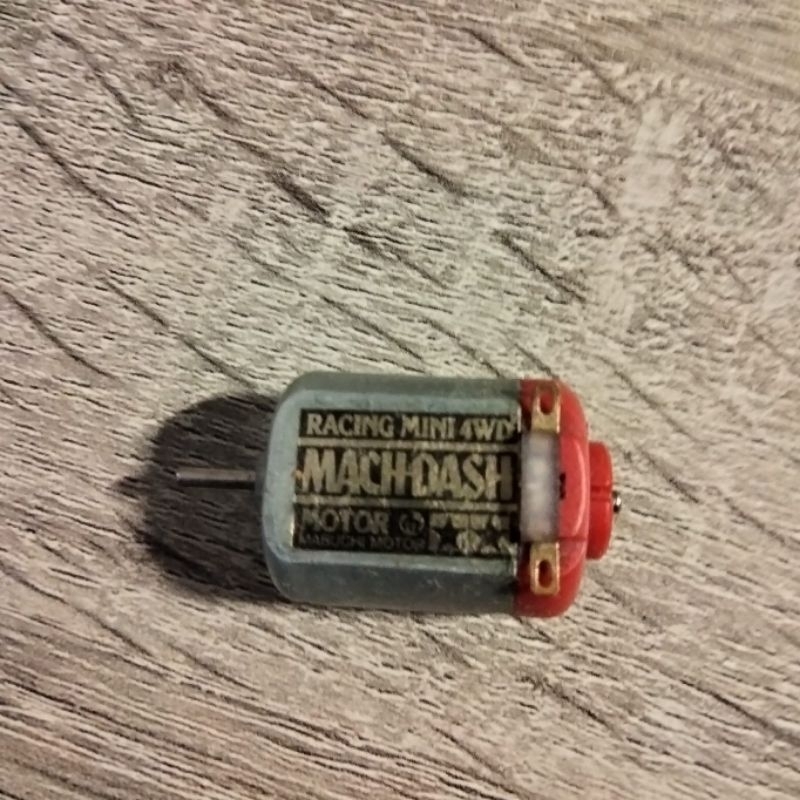 RACING MINI 4WD
MACH-DASH
MOTOR
MABUCHI MOTOR